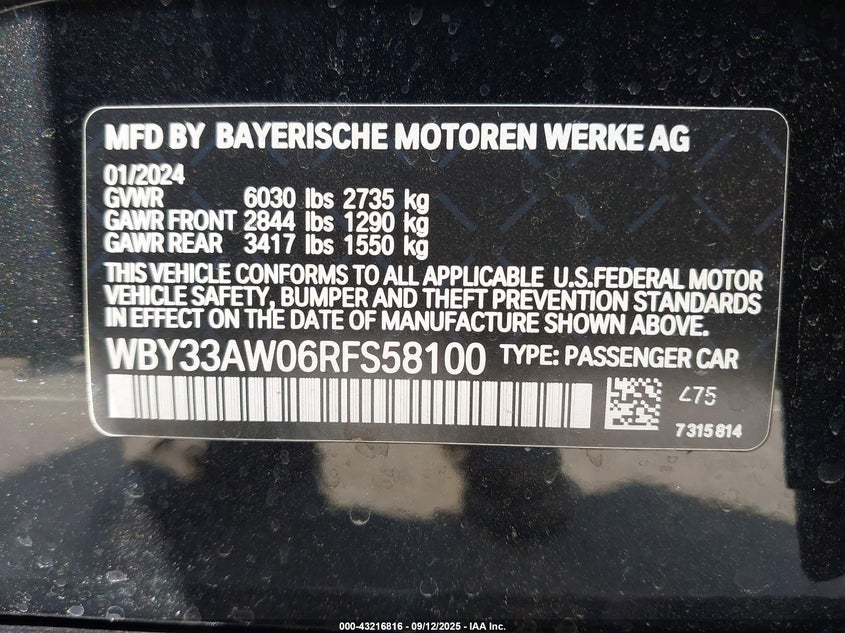 MFD BY BAYERISCHE MOTOREN WERKE AG
01/2024
GVWR 6030 lbs 2735 kg
GAWR FRONT 2844 lbs 1290 kg
GAWR REAR 3417 lbs 1550 kg
THIS VEHICLE CONFORMS TO ALL APPLICABLE U.S.FEDERAL MOTOR
VEHICLE SAFETY, BUMPER AND THEFT PREVENTION STANDARDS
IN EFFECT ON THE DATE OF MANUFACTURE SHOWN ABOVE.
WBY33AW06RFS58100 TYPE: PASSENGER CAR
475
7315814
000-43216816 - 09/12/2025 - IAA Inc.